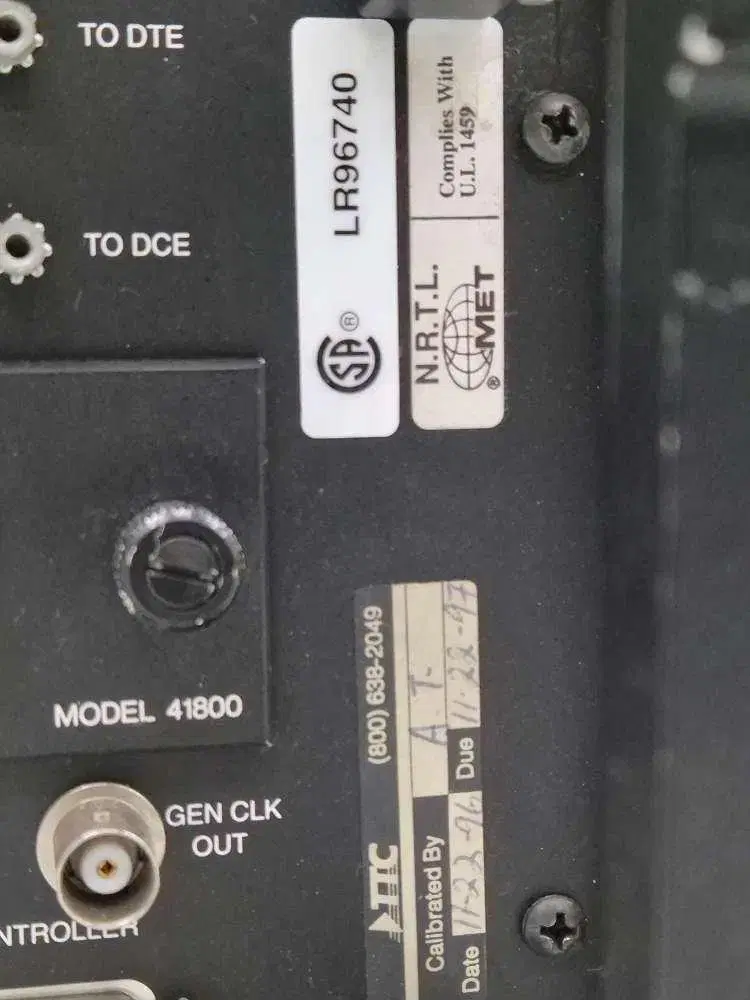 TO DTE
TO DCE
LR96740
SA ®
Complies With
U.L. 1459
N.R.T.L.
MET ®
MODEL 41800
GEN CLK
OUT
NTROLLER
TTC (800) 638-2049
Calibrated By A.T.
Date 11-22-96 Due 11-22-97